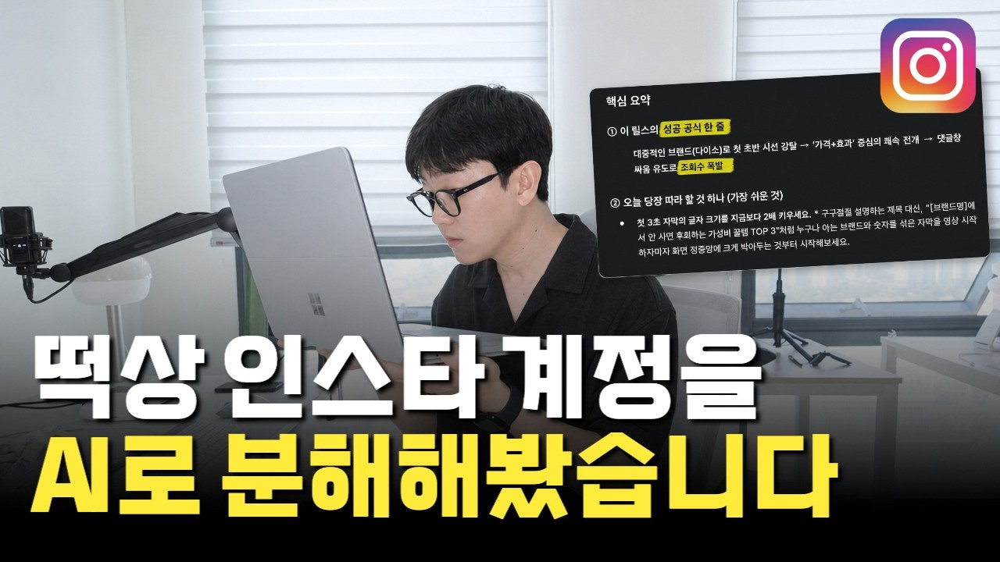 핵심 요약
① 이 릴스의 성공 공식 한 줄
대중적인 브랜드(다이소)로 첫 초반 시선 강탈 → '가격+효과' 중심의 쾌속 전개 → 댓글창
싸움 유도로 조회수 폭발
② 오늘 당장 따라 할 것 하나 (가장 쉬운 것)
• 첫 3초 자막의 글자 크기를 지금보다 2배 키우세요. * 구구절절 설명하는 제목 대신, "[브랜드명]에
서 안 사면 후회하는 가성비 꿀템 TOP 3"처럼 누구나 아는 브랜드와 숫자를 섞은 자막을 영상 시작
하자마자 화면 정중앙에 크게 박아두는 것부터 시작해보세요.
떡상 인스타 계정을
AI로 분해해봤습니다